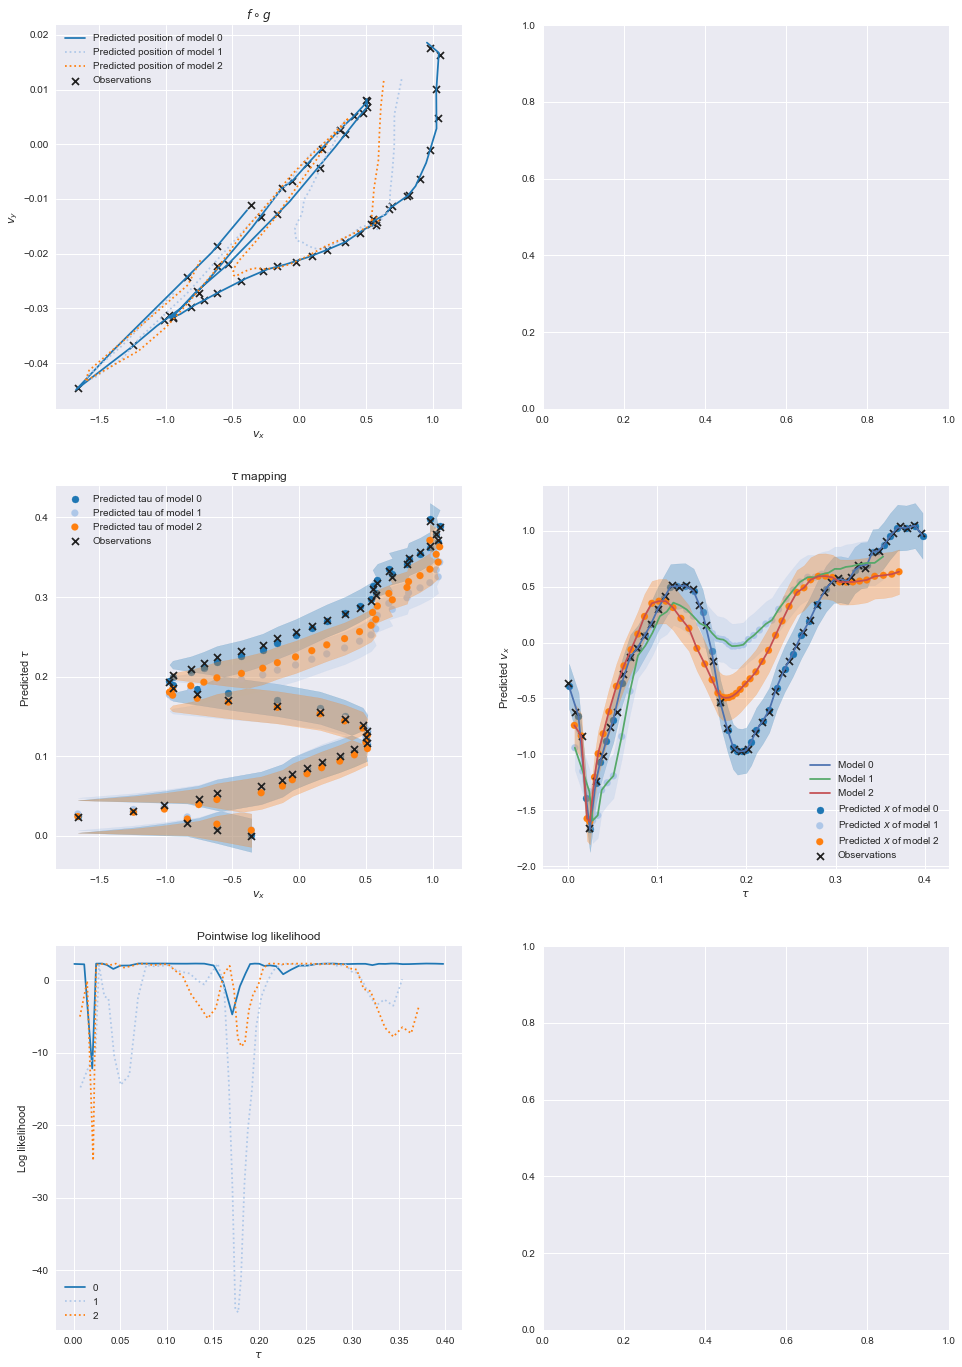 f ∘ g
0.02
0.01
0.00
−0.01
−0.02
−0.03
−0.04
v_y
Predicted position of model 0
Predicted position of model 1
Predicted position of model 2
Observations
−1.5 −1.0 −0.5 0.0 0.5 1.0
v_x
1.0
0.8
0.6
0.4
0.2
0.0
0.0 0.2 0.4 0.6 0.8 1.0
τ mapping
0.4
0.3
0.2
0.1
0.0
Predicted τ
Predicted tau of model 0
Predicted tau of model 1
Predicted tau of model 2
Observations
−1.5 −1.0 −0.5 0.0 0.5 1.0
v_x
1.0
0.5
0.0
−0.5
−1.0
−1.5
−2.0
Predicted v_x
Model 0
Model 1
Model 2
Predicted X of model 0
Predicted X of model 1
Predicted X of model 2
Observations
0.0 0.1 0.2 0.3 0.4
τ
Pointwise log likelihood
0
−10
−20
−30
−40
Log likelihood
0
1
2
0.00 0.05 0.10 0.15 0.20 0.25 0.30 0.35 0.40
τ
1.0
0.8
0.6
0.4
0.2
0.0
0.0 0.2 0.4 0.6 0.8 1.0